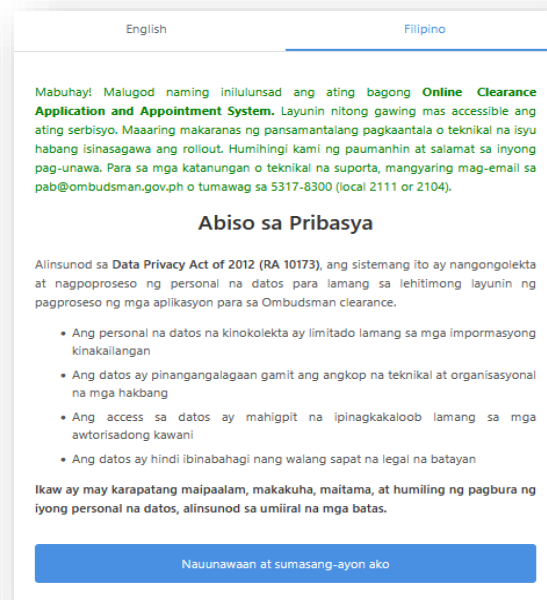 English
Filipino
Mabuhay! Malugod naming inilulunsad ang ating bagong Online Clearance
Application and Appointment System. Layunin nitong gawing mas accessible ang
ating serbisyo. Maaaring makaranas ng pansamantalang pagkaantala o teknikal na isyu
habang isinasagawa ang rollout. Humihingi kami ng paumanhin at salamat sa inyong
pag-unawa. Para sa mga katanungan o teknikal na suporta, mangyaring mag-email sa
pab@ombudsman.gov.ph o tumawag sa 5317-8300 (local 2111 or 2104).
Abiso sa Pribasya
Alinsunod sa Data Privacy Act of 2012 (RA 10173), ang sistemang ito ay nangongolekta
at nagpoproseso ng personal na datos para lamang sa lehitimong layunin ng
pagproseso ng mga aplikasyon para sa Ombudsman clearance.
• Ang personal na datos na kinokolekta ay limitado lamang sa mga impormasyong
kinakailangan
• Ang datos ay pinangangalagaan gamit ang angkop na teknikal at organisasyonal
na mga hakbang
• Ang access sa datos ay mahigpit na ipinagkakaloob lamang sa mga
awtorisadong kawani
• Ang datos ay hindi ibinabahagi nang walang sapat na legal na batayan
Ikaw ay may karapatang maipaalam, makakuha, maitama, at humiling ng pagbura ng
iyong personal na datos, alinsunod sa umiiral na mga batas.
Nauunawaan at sumasang-ayon ako